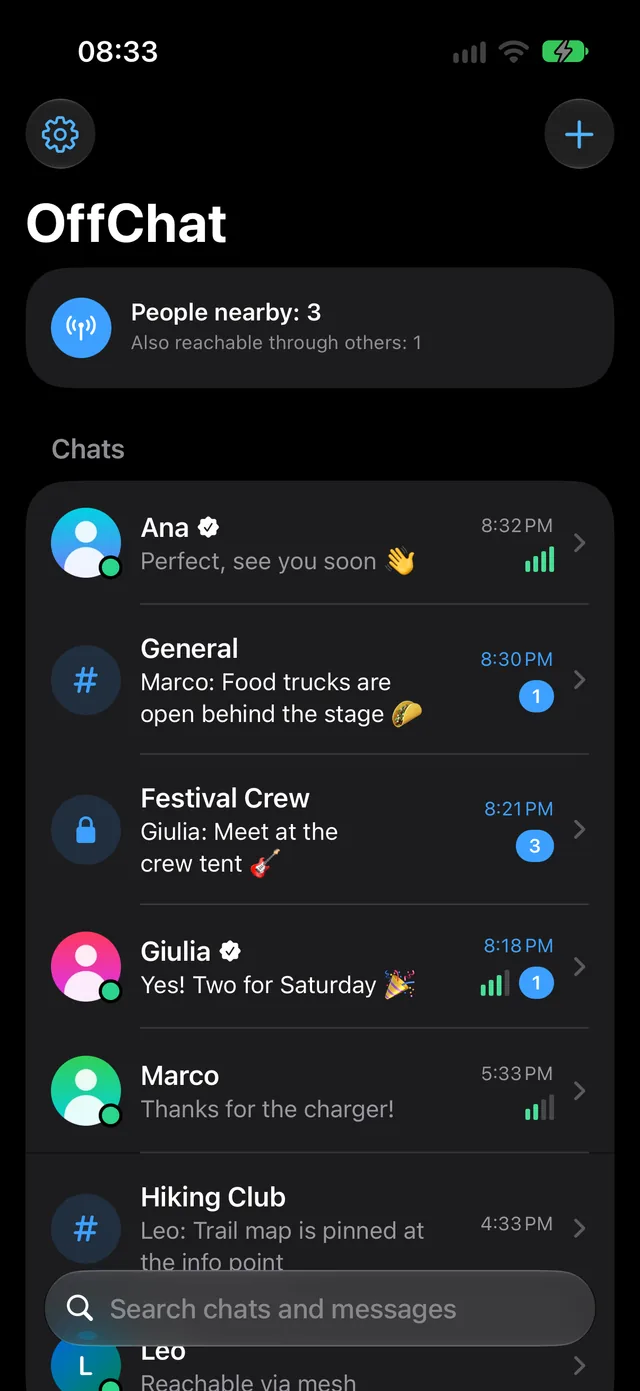 08:33
OffChat
People nearby: 3
Also reachable through others: 1
Chats
Ana
8:32 PM
Perfect, see you soon 👋
General
8:30 PM
Marco: Food trucks are
open behind the stage 🌮
1
#
Festival Crew
8:21 PM
Giulia: Meet at the
crew tent 🎸
3
Giulia
8:18 PM
Yes! Two for Saturday 🎉
1
Marco
5:33 PM
Thanks for the charger!
Hiking Club
#
Leo: Trail map is pinned at
4:33 PM
the info point
Search chats and messages
Leo
L
Reachable via mesh